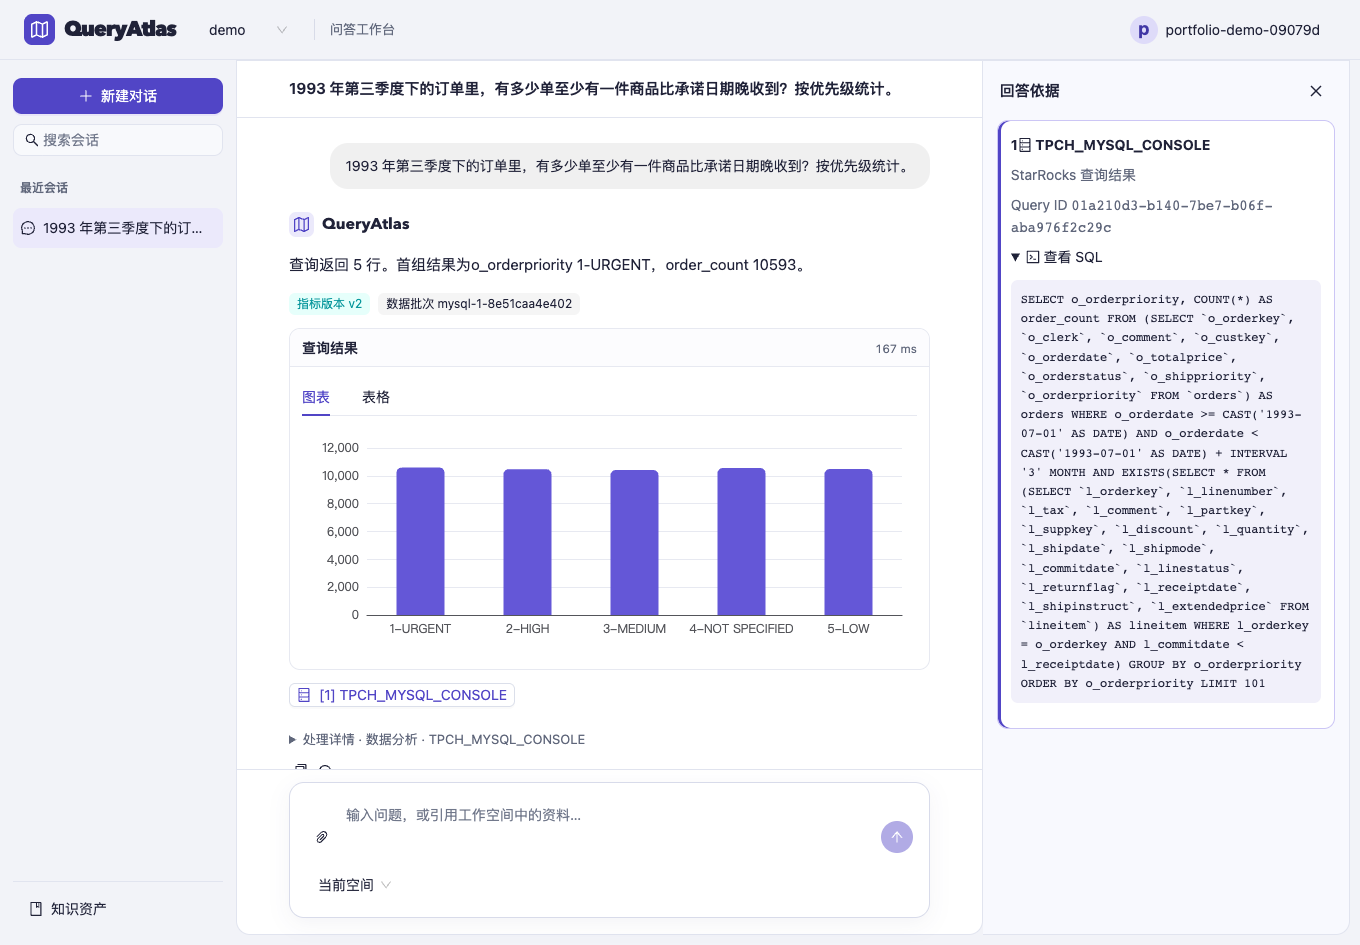 QueryAtlas
demo
问答工作台
p
portfolio-demo-09079d
新建对话
搜索会话
最近会话
1993 年第三季度下的订...
知识资产
1993 年第三季度下的订单里，有多少单至少有一件商品比承诺日期晚收到？按优先级统计。
1993 年第三季度下的订单里，有多少单至少有一件商品比承诺日期晚收到？按优先级统计。
QueryAtlas
查询返回 5 行。首组结果为o_orderpriority 1-URGENT，order_count 10593。
指标版本 v2
数据批次 mysql-1-8e51caa4e402
查询结果
167 ms
图表
表格
12,000
10,000
8,000
6,000
4,000
2,000
0
1-URGENT
2-HIGH
3-MEDIUM
4-NOT SPECIFIED
5-LOW
[1] TPCH_MYSQL_CONSOLE
处理详情 · 数据分析 · TPCH_MYSQL_CONSOLE
输入问题，或引用工作空间中的资料...
当前空间
回答依据
1 TPCH_MYSQL_CONSOLE
StarRocks 查询结果
Query ID 01a210d3-b140-7be7-b06f-
aba976f2c29c
查看 SQL
SELECT o_orderpriority, COUNT(*) AS
order_count FROM (SELECT `o_orderkey`,
`o_clerk`, `o_comment`, `o_custkey`,
`o_orderdate`, `o_totalprice`,
`o_orderstatus`, `o_shippriority`,
`o_orderpriority` FROM `orders`) AS
orders WHERE o_orderdate >= CAST('1993-
07-01' AS DATE) AND o_orderdate <
CAST('1993-07-01' AS DATE) + INTERVAL
'3' MONTH AND EXISTS(SELECT * FROM
(SELECT `l_orderkey`, `l_linenumber`,
`l_tax`, `l_comment`, `l_partkey`,
`l_suppkey`, `l_discount`, `l_quantity`,
`l_shipdate`, `l_shipmode`,
`l_commitdate`, `l_linestatus`,
`l_returnflag`, `l_receiptdate`,
`l_shipinstruct`, `l_extendedprice` FROM
`lineitem`) AS lineitem WHERE l_orderkey
= o_orderkey AND l_commitdate <
l_receiptdate) GROUP BY o_orderpriority
ORDER BY o_orderpriority LIMIT 101